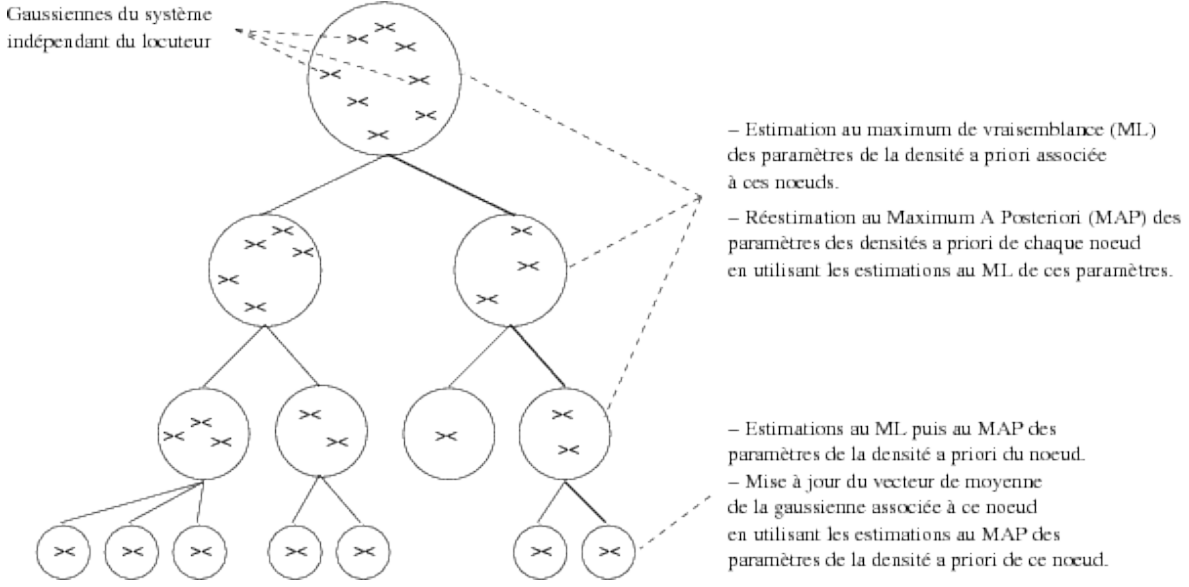 Gaussiennes du système
indépendant du locuteur
– Estimation au maximum de vraisemblance (ML)
des paramètres de la densité a priori associée
à ces noeuds.
– Réestimation au Maximum A Posteriori (MAP) des
paramètres des densités a priori de chaque noeud
en utilisant les estimations au ML de ces paramètres.
– Estimations au ML puis au MAP des
paramètres de la densité a priori du noeud.
– Mise à jour du vecteur de moyenne
de la gaussienne associée à ce noeud
en utilisant les estimations au MAP des
paramètres de la densité a priori de ce noeud.